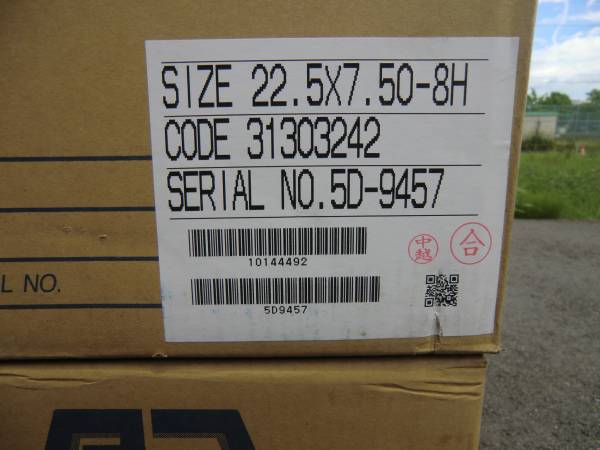 SIZE 22.5X7.50-8H
CODE 31303242
SERIAL NO.5D-9457
10144492
中越
合
5D9457
L NO.